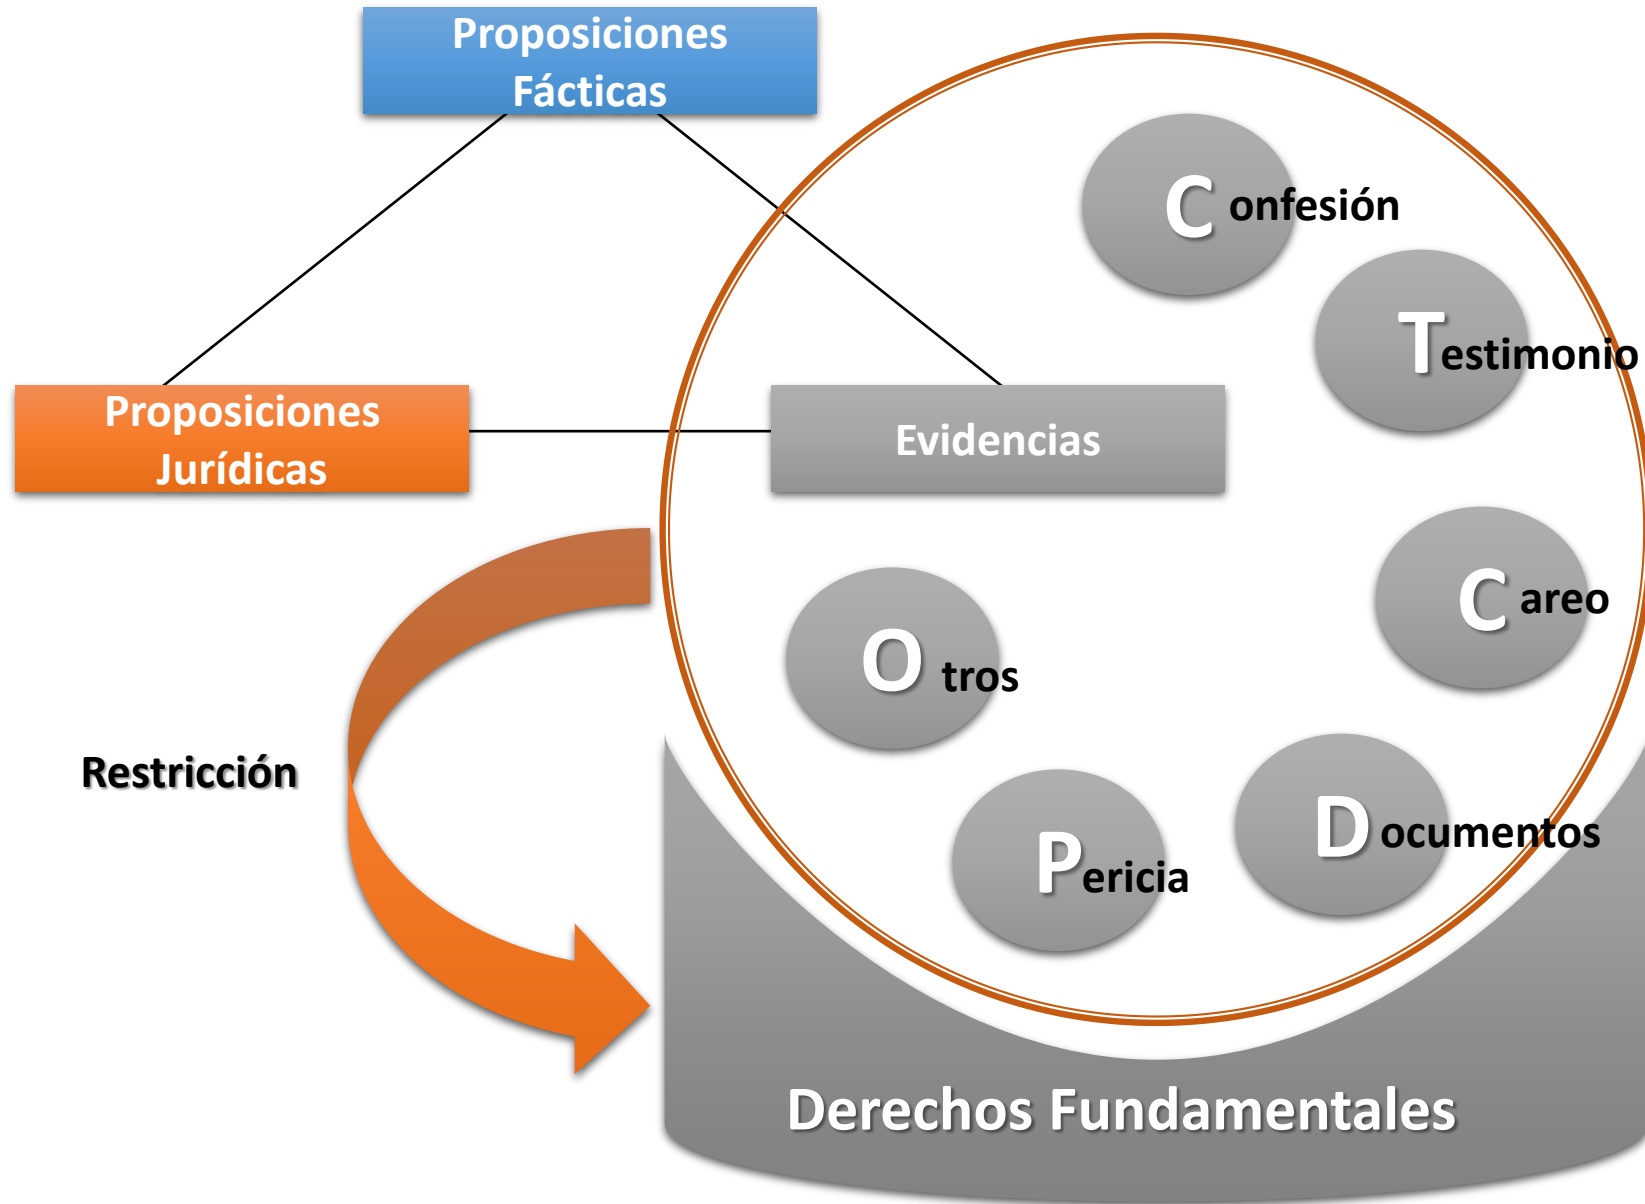 Proposiciones
Fácticas
Confesión
Testimonio
Proposiciones
Jurídicas
Evidencias
Careo
Otros
Restricción
Documentos
Pericia
Derechos Fundamentales